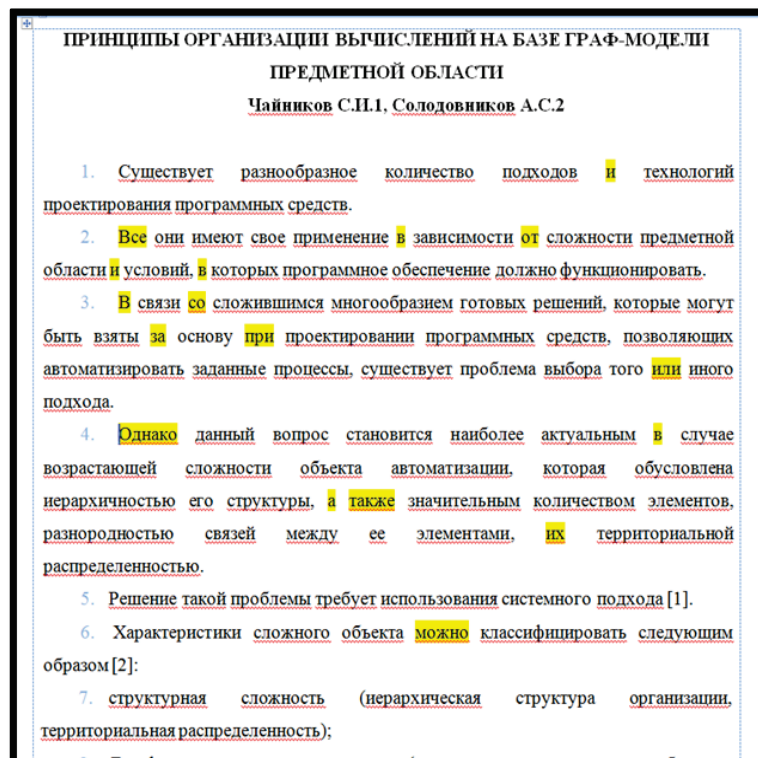 ПРИНЦИПЫ ОРГАНИЗАЦИИ ВЫЧИСЛЕНИЙ НА БАЗЕ ГРАФ-МОДЕЛИ
ПРЕДМЕТНОЙ ОБЛАСТИ
Чайников С.И.1, Солодовников А.С.2
1. Существует разнообразное количество подходов и технологий
проектирования программных средств.
2. Все они имеют свое применение в зависимости от сложности предметной
области и условий, в которых программное обеспечение должно функционировать.
3. В связи со сложившимся многообразием готовых решений, которые могут
быть взяты за основу при проектировании программных средств, позволяющих
автоматизировать заданные процессы, существует проблема выбора того или иного
подхода.
4. Однако данный вопрос становится наиболее актуальным в случае
возрастающей сложности объекта автоматизации, которая обусловлена
иерархичностью его структуры, а также значительным количеством элементов,
разнородностью связей между ее элементами, их территориальной
распределенностью.
5. Решение такой проблемы требует использования системного подхода [1].
6. Характеристики сложного объекта можно классифицировать следующим
образом [2]:
7. структурная сложность (иерархическая структура организации,
территориальная распределенность);